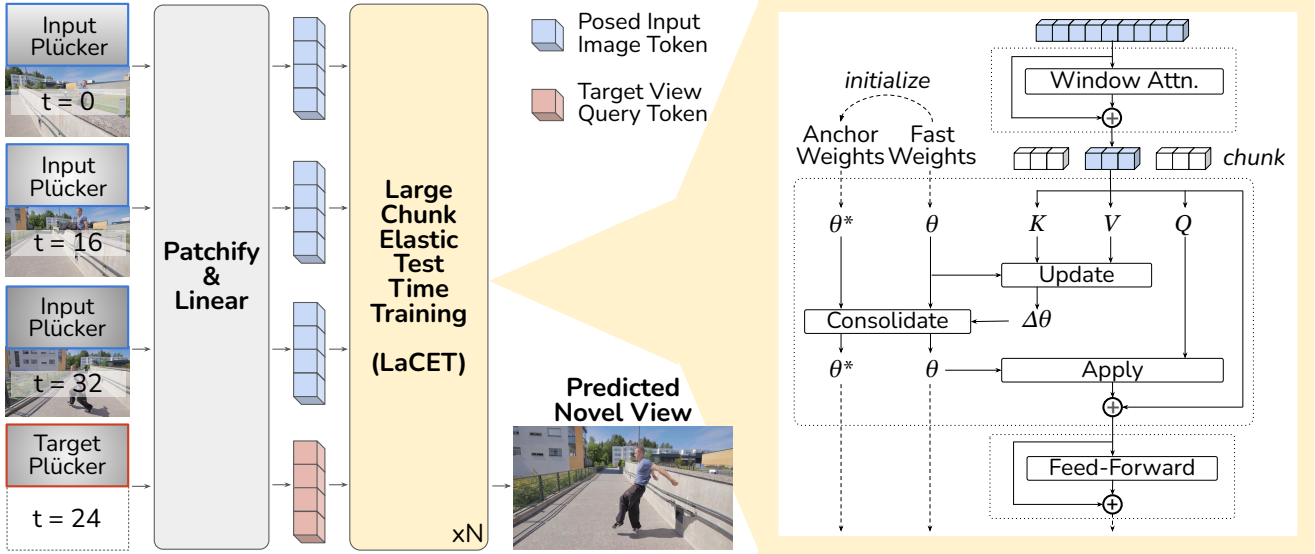 Input
Plücker
t = 0
Input
Plücker
t = 16
Input
Plücker
t = 32
Target
Plücker
t = 24
Patchify
&
Linear
Large
Chunk
Elastic
Test
Time
Training
(LaCET)
xN
Posed Input
Image Token
Target View
Query Token
Predicted
Novel View
initialize
Anchor
Weights
Fast
Weights
Window Attn.
+
chunk
θ*
θ
K
V
Q
Update
Consolidate
Δθ
θ*
θ
Apply
+
Feed-Forward
+